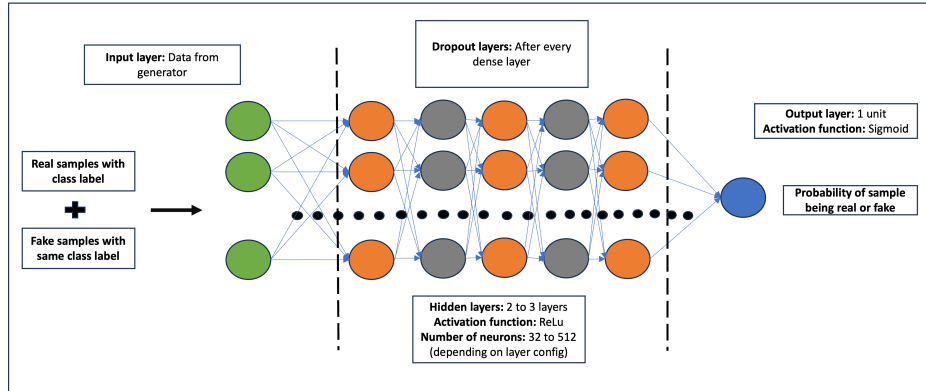 Input layer: Data from
generator
Real samples with
class label
Fake samples with
same class label
Dropout layers: After every
dense layer
Hidden layers: 2 to 3 layers
Activation function: ReLu
Number of neurons: 32 to 512
(depending on layer config)
Output layer: 1 unit
Activation function: Sigmoid
Probability of sample
being real or fake